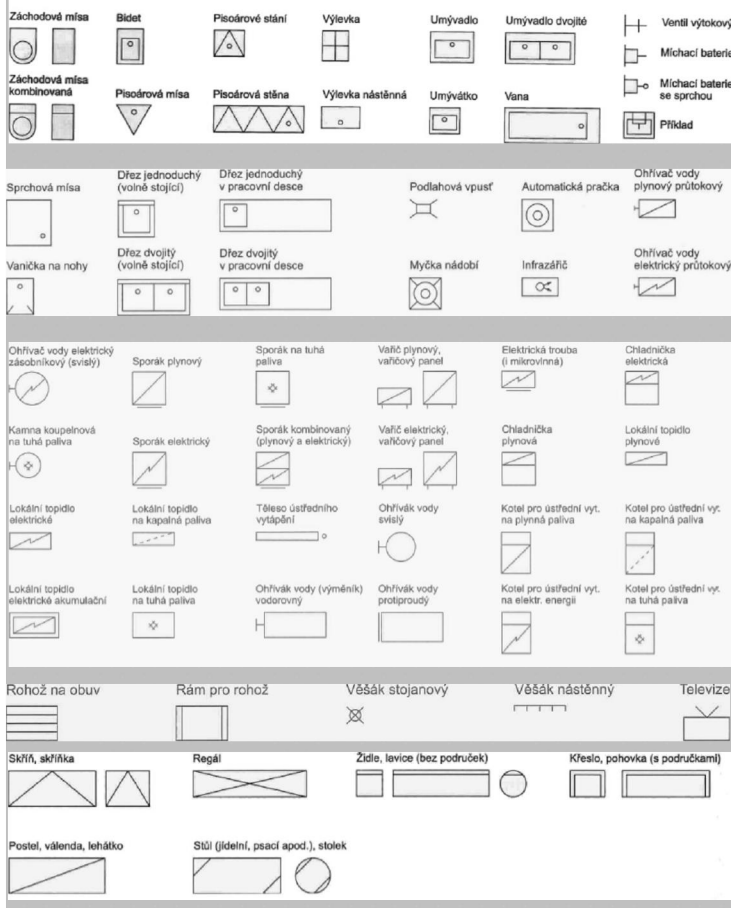 Záchodová mísa
Bidet
Pisoárové stání
Výlevka
Umývadlo
Umývadlo dvojité
Ventil výtokový
Míchací baterie
Záchodová mísa
kombinovaná
Pisoárová mísa
Pisoárová stěna
Výlevka nástěnná
Umývátko
Vana
Míchací baterie
se sprchou
Příklad
Sprchová mísa
Dřez jednoduchý
(volně stojící)
Dřez jednoduchý
v pracovní desce
Podlahová vpusť
Automatická pračka
Ohřívač vody
plynový průtokový
Vanička na nohy
Dřez dvojitý
(volně stojící)
Dřez dvojitý
v pracovní desce
Myčka nádobí
Infrazářič
Ohřívač vody
elektrický průtokový
Ohřívač vody elektrický
zásobníkový (svislý)
Sporák plynový
Sporák na tuhá
paliva
Vařič plynový,
vařičový panel
Elektrická trouba
(i mikrovlnná)
Chladnička
elektrická
Kamna koupelnová
na tuhá paliva
Sporák elektrický
Sporák kombinovaný
(plynový a elektrický)
Vařič elektrický,
vařičový panel
Chladnička
plynová
Lokální topidlo
plynové
Lokální topidlo
elektrické
Lokální topidlo
na kapalná paliva
Těleso ústředního
vytápění
Ohřívák vody
svislý
Kotel pro ústřední vyt.
na plynná paliva
Kotel pro ústřední vyt.
na kapalná paliva
Lokální topidlo
elektrické akumulační
Lokální topidlo
na tuhá paliva
Ohřívák vody (výměník)
vodorovný
Ohřívák vody
protiproudý
Kotel pro ústřední vyt.
na elektr. energii
Kotel pro ústřední vyt.
na tuhá paliva
Rohož na obuv
Rám pro rohož
Věšák stojanový
Věšák nástěnný
Televize
Skříň, skříňka
Regál
Židle, lavice (bez područek)
Křeslo, pohovka (s područkami)
Postel, válenda, lehátko
Stůl (jídelní, psací apod.), stolek